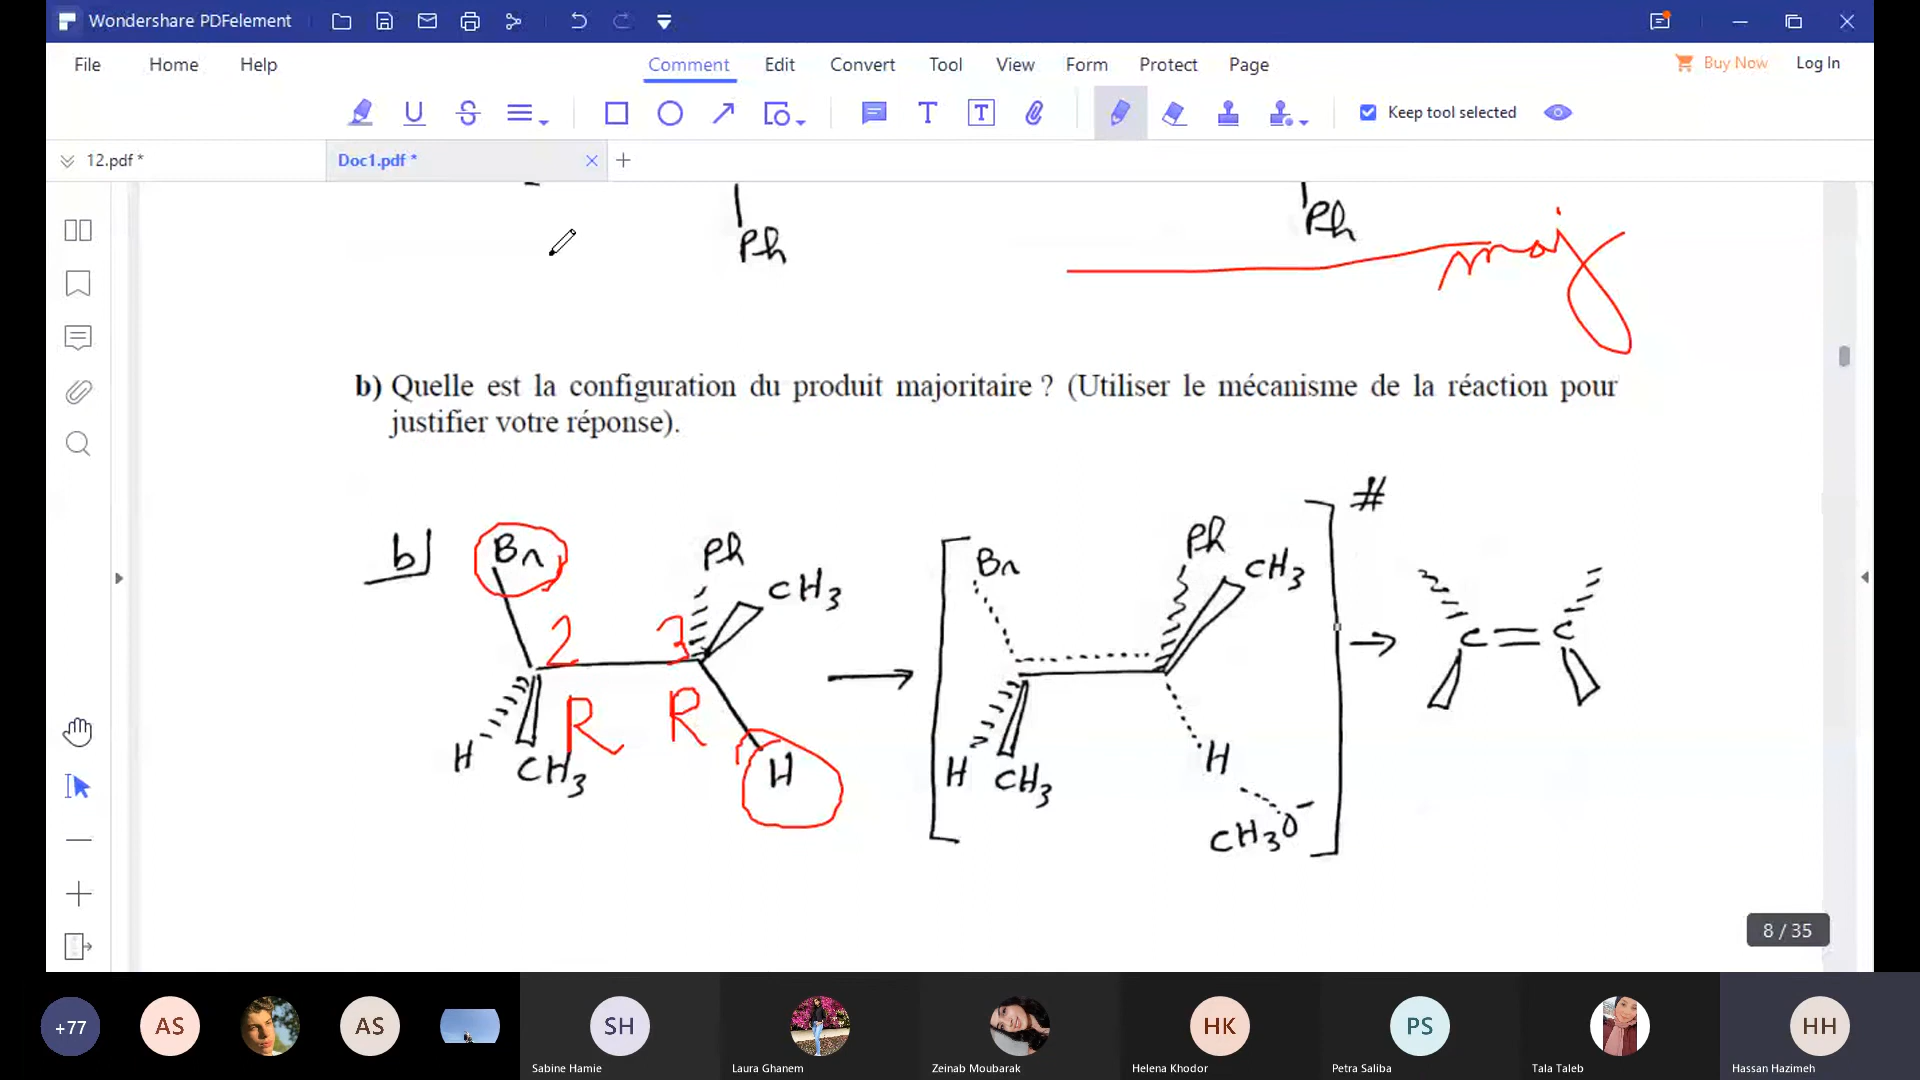 Wondershare PDFelement
File Home Help Comment Edit Convert Tool View Form Protect Page Buy Now Log In
Keep tool selected
12.pdf * Doc1.pdf *
Ph Ph
maj
b) Quelle est la configuration du produit majoritaire ? (Utiliser le mécanisme de la réaction pour
justifier votre réponse).
#
b) Br Ph CH3 Br Ph CH3
2 3 C = C
R R
H CH3 H H CH3 H
CH3O-
8 / 35
+77 AS AS SH HK PS HH
Sabine Hamie Laura Ghanem Zeinab Moubarak Helena Khodor Petra Saliba Tala Taleb Hassan Hazimeh